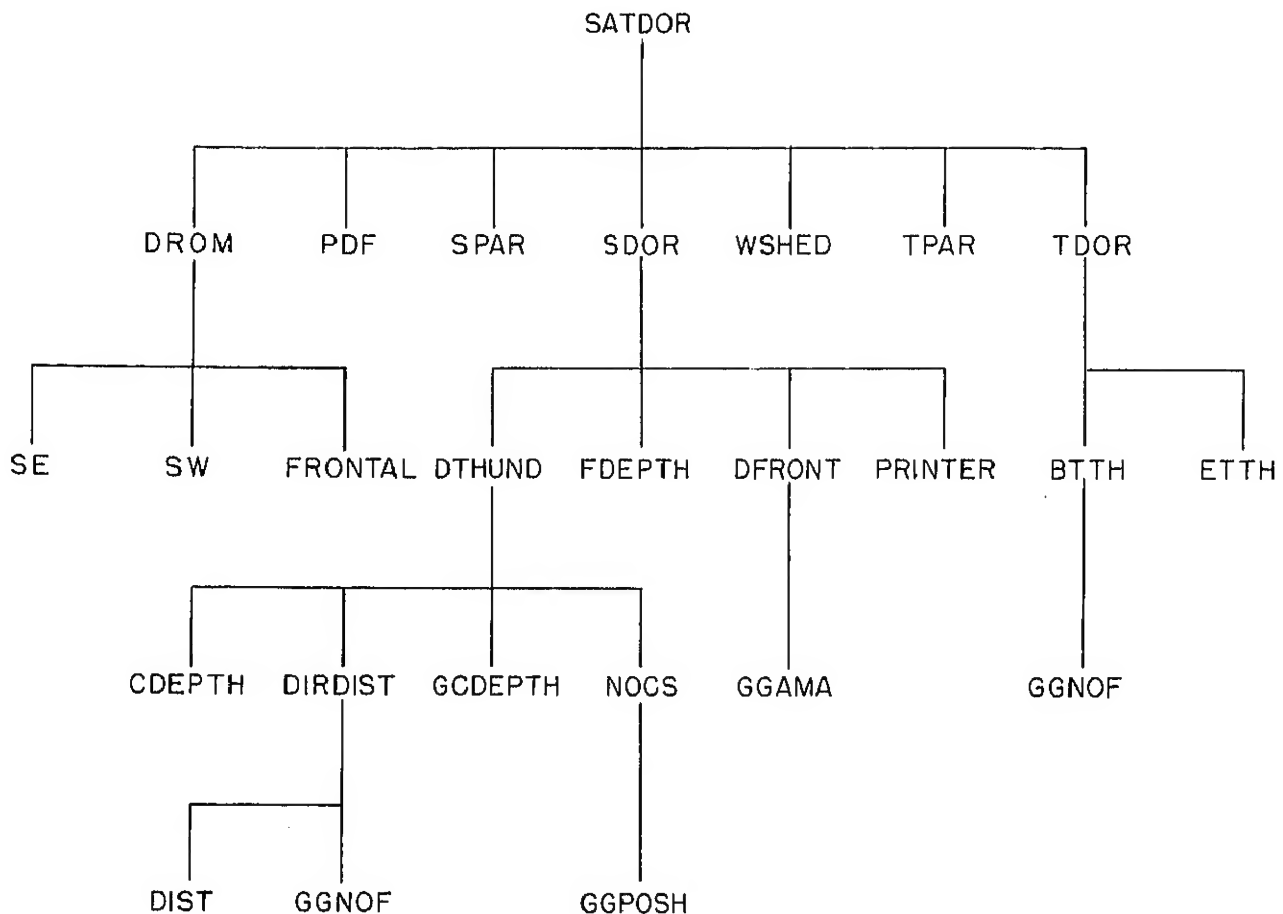 SATDOR
DROM PDF SPAR SDOR WSHED TPAR TDOR
SE SW FRONTAL DTHUND FDEPTH DFRONT PRINTER BTTH ETTH
CDEPTH DIRDIST GCDEPTH NOCS GGAMA GGNOF
DIST GGNOF GGPOSH